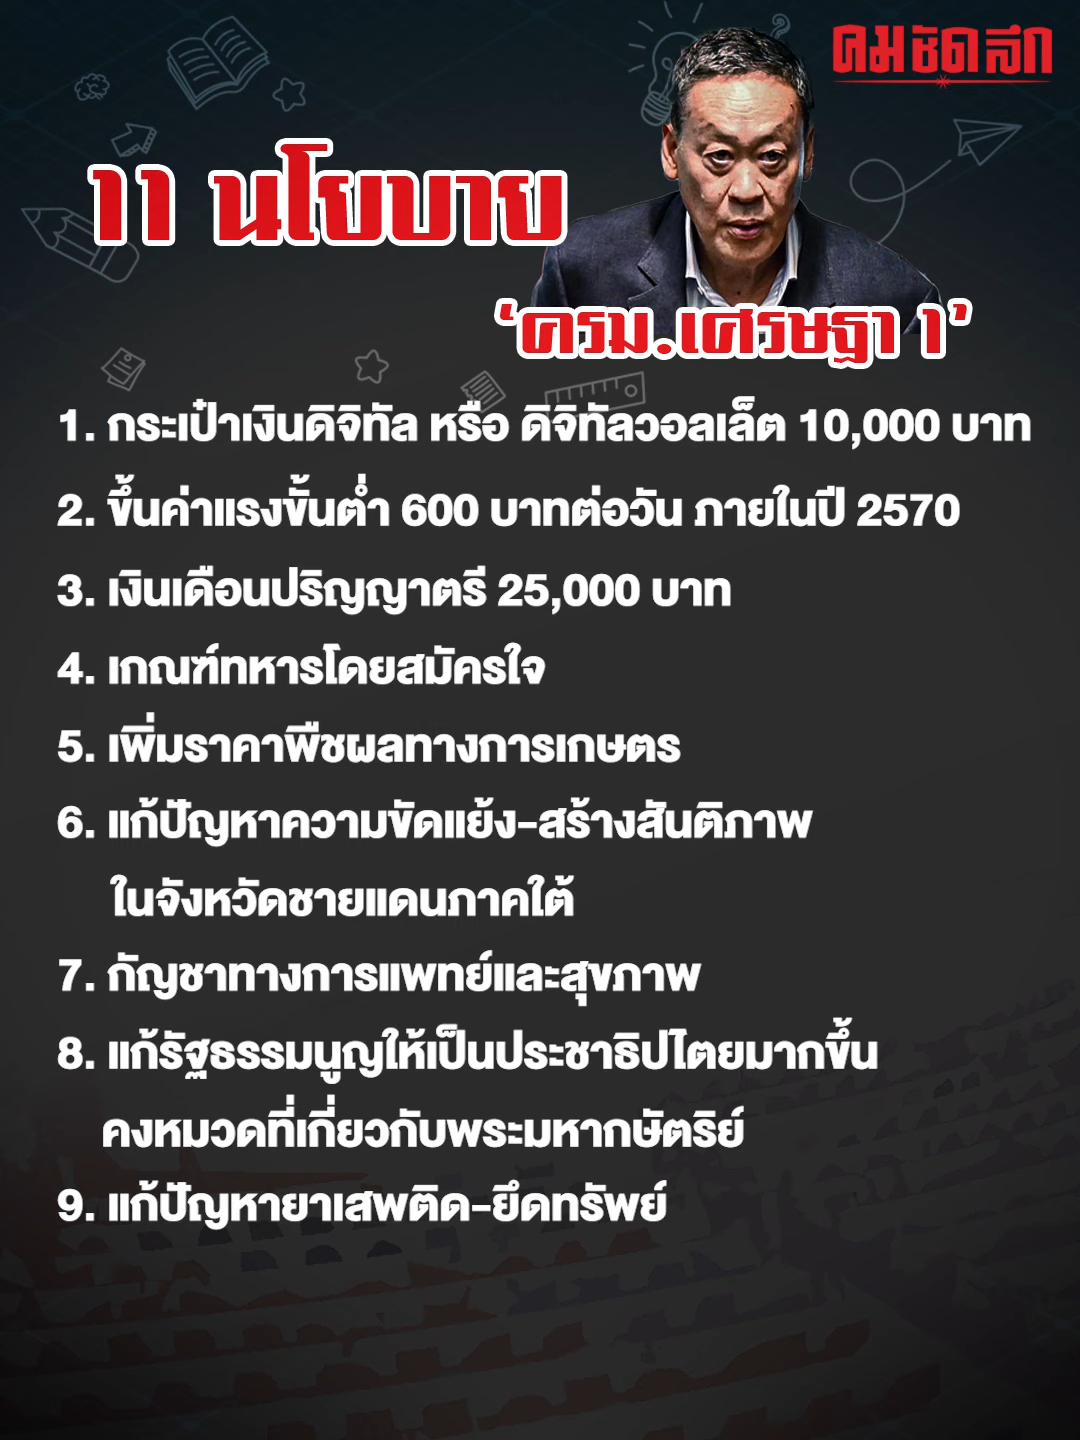 คมชัดลึก
11 นโยบาย
‘ครม.เศรษฐา 1’
1. กระเป๋าเงินดิจิทัล หรือ ดิจิทัลวอลเล็ต 10,000 บาท
2. ขึ้นค่าแรงขั้นต่ำ 600 บาทต่อวัน ภายในปี 2570
3. เงินเดือนปริญญาตรี 25,000 บาท
4. เกณฑ์ทหารโดยสมัครใจ
5. เพิ่มราคาพืชผลทางการเกษตร
6. แก้ปัญหาความขัดแย้ง-สร้างสันติภาพ
ในจังหวัดชายแดนภาคใต้
7. กัญชาทางการแพทย์และสุขภาพ
8. แก้รัฐธรรมนูญให้เป็นประชาธิปไตยมากขึ้น
คงหมวดที่เกี่ยวกับพระมหากษัตริย์
9. แก้ปัญหายาเสพติด-ยึดทรัพย์